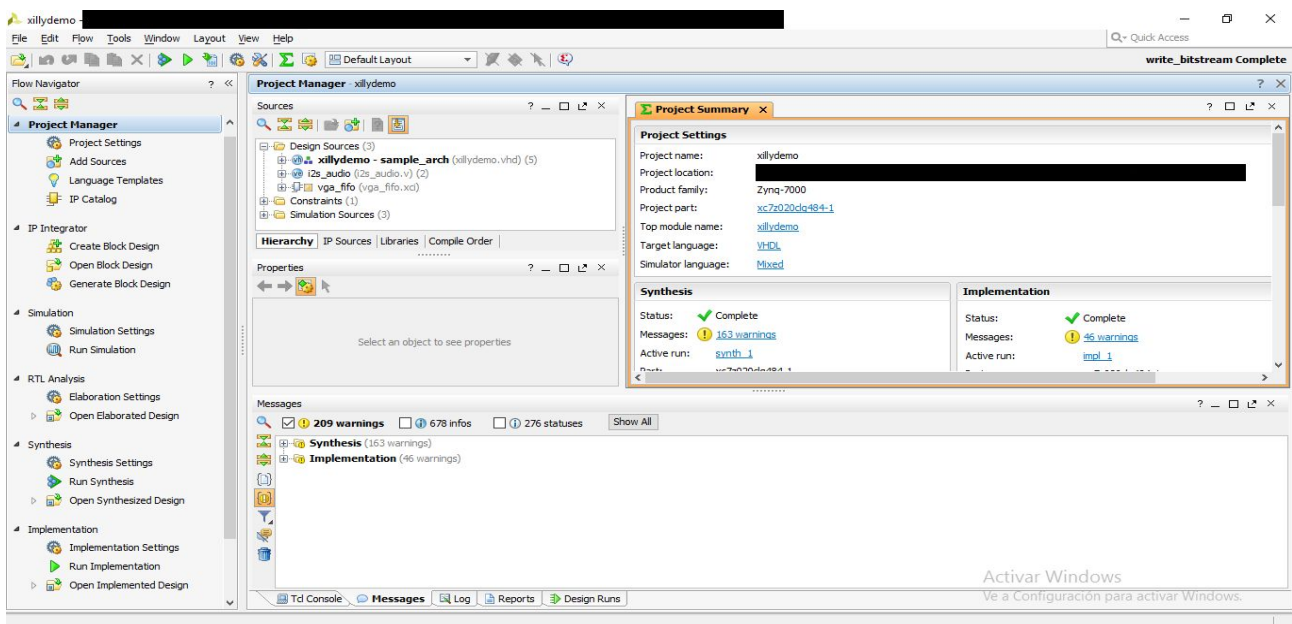 xillydemo -
File Edit Flow Tools Window Layout View Help
Q- Quick Access
Default Layout
write_bitstream Complete
Flow Navigator ? «
Project Manager
Project Settings
Add Sources
Language Templates
IP Catalog
IP Integrator
Create Block Design
Open Block Design
Generate Block Design
Simulation
Simulation Settings
Run Simulation
RTL Analysis
Elaboration Settings
Open Elaborated Design
Synthesis
Synthesis Settings
Run Synthesis
Open Synthesized Design
Implementation
Implementation Settings
Run Implementation
Open Implemented Design
Project Manager - xillydemo
Sources
Design Sources (3)
xillydemo - sample_arch (xillydemo.vhd) (5)
i2s_audio (i2s_audio.v) (2)
vga_fifo (vga_fifo.xci)
Constraints (1)
Simulation Sources (3)
Hierarchy IP Sources Libraries Compile Order
Properties
Select an object to see properties
Project Summary
Project Settings
Project name: xillydemo
Project location:
Product family: Zynq-7000
Project part: xc7z020clg484-1
Top module name: xillydemo
Target language: VHDL
Simulator language: Mixed
Synthesis
Status: Complete
Messages: 163 warnings
Active run: synth_1
Implementation
Status: Complete
Messages: 46 warnings
Active run: impl_1
Messages
209 warnings 678 infos 276 statuses Show All
Synthesis (163 warnings)
Implementation (46 warnings)
Tcl Console Messages Log Reports Design Runs
Activar Windows
Ve a Configuración para activar Windows.